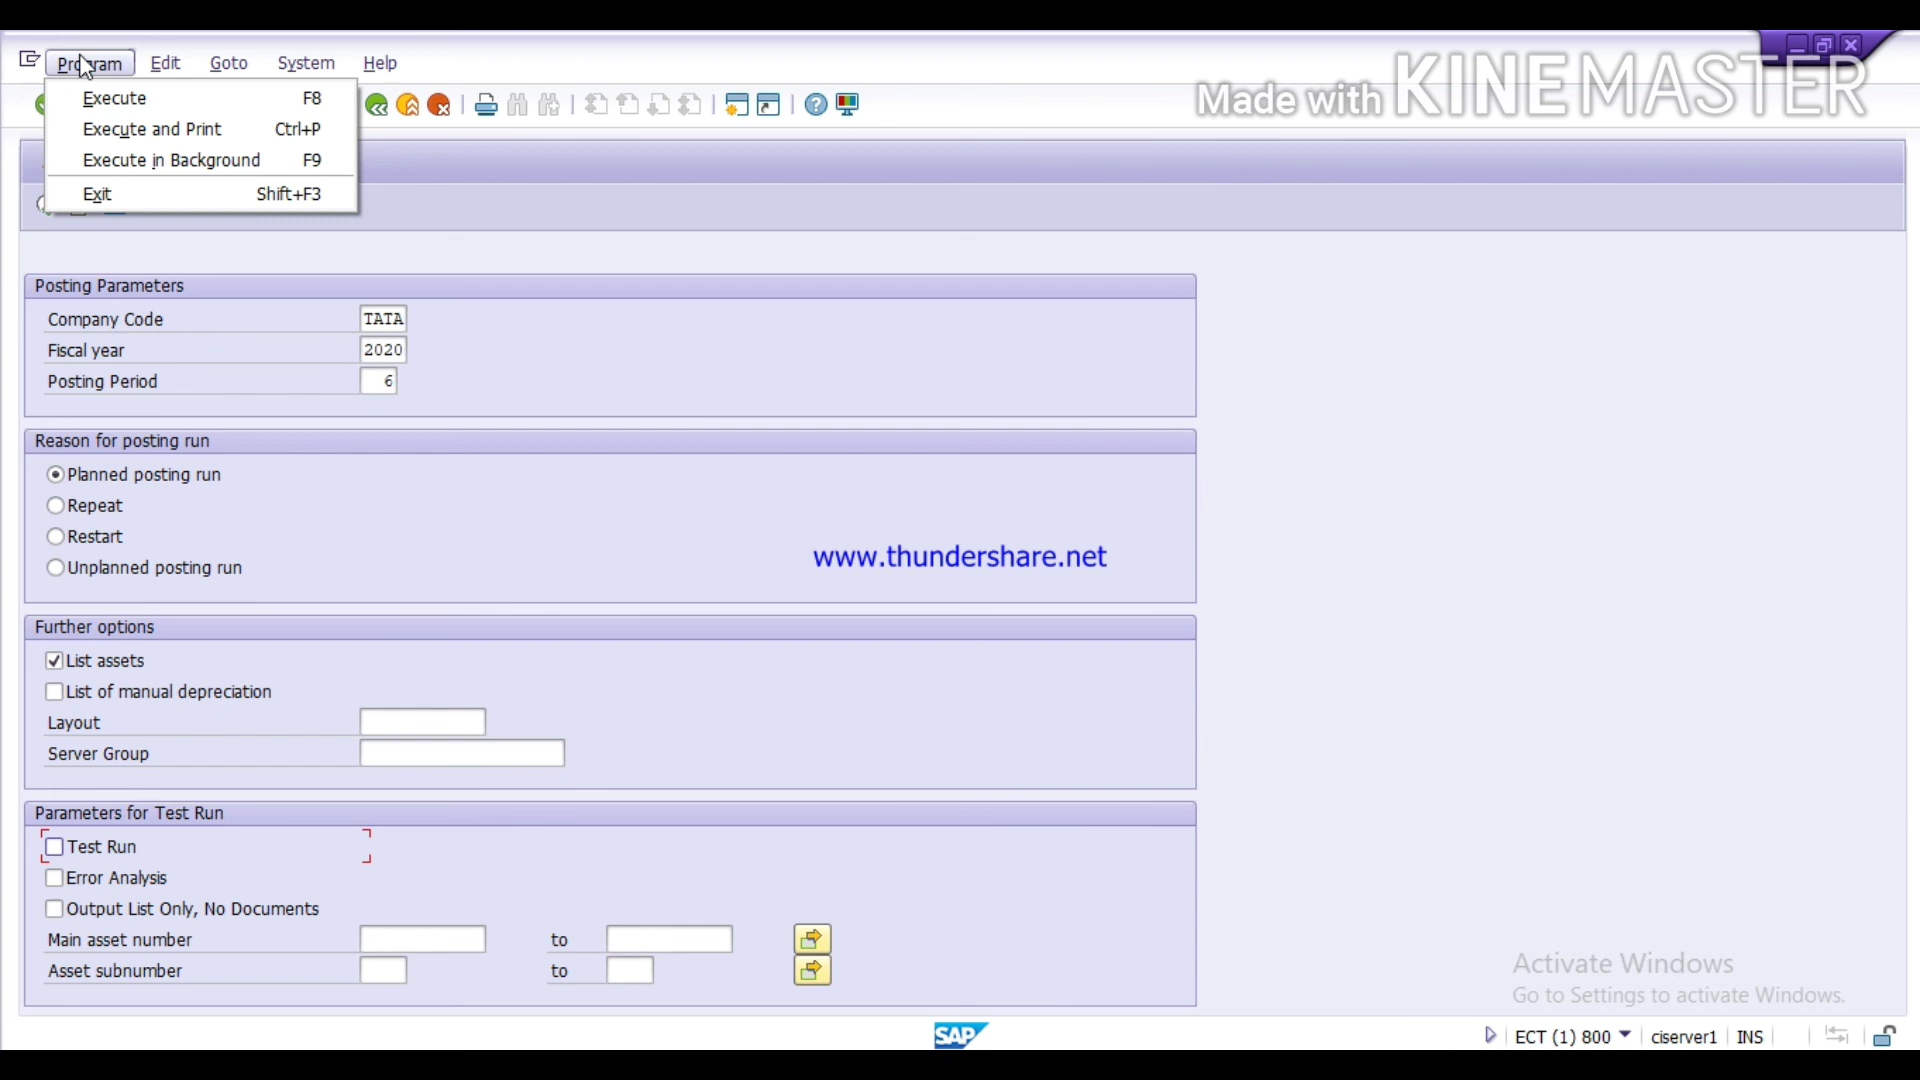 Program Edit Goto System Help
Made with KINEMASTER
Execute F8
Execute and Print Ctrl+P
Execute in Background F9
Exit Shift+F3
Posting Parameters
Company Code TATA
Fiscal year 2020
Posting Period 6
Reason for posting run
Planned posting run
Repeat
Restart
Unplanned posting run
www.thundershare.net
Further options
List assets
List of manual depreciation
Layout
Server Group
Parameters for Test Run
Test Run
Error Analysis
Output List Only, No Documents
Main asset number to
Asset subnumber to
Activate Windows
Go to Settings to activate Windows.
SAP
ECT (1) 800 ciserver1 INS